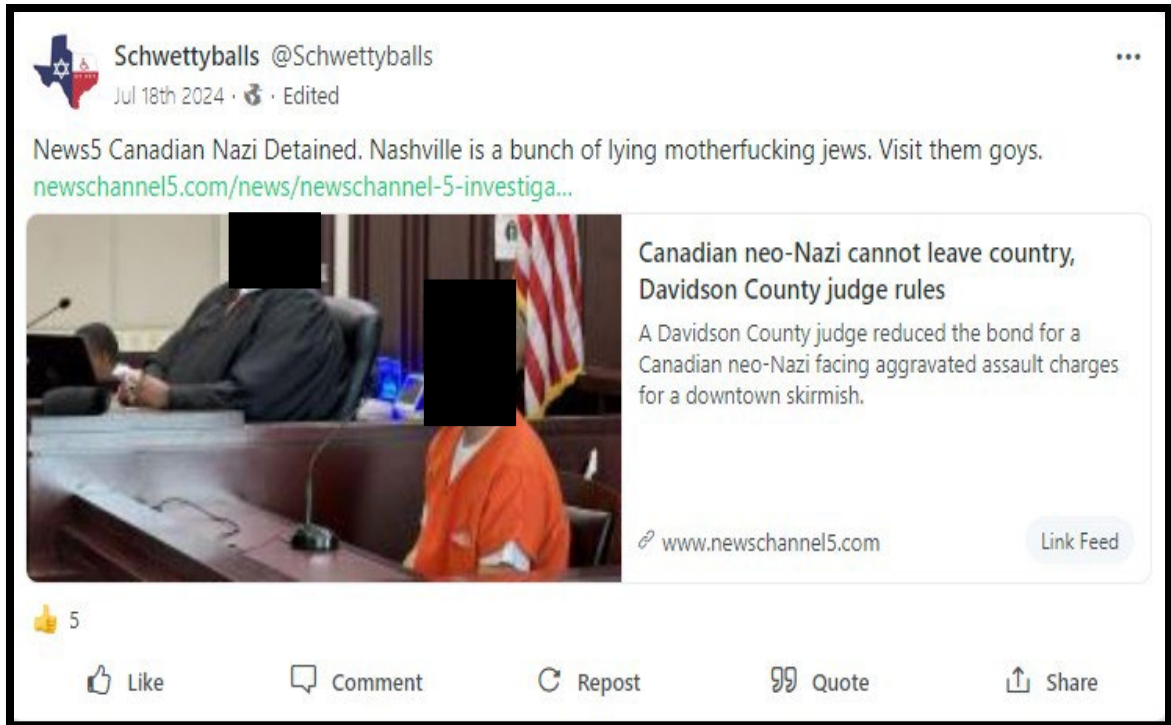 Schwettyballs @Schwettyballs
Jul 18th 2024 · · Edited
News5 Canadian Nazi Detained. Nashville is a bunch of lying motherfucking jews. Visit them goys.
newschannel5.com/news/newschannel-5-investiga...
Canadian neo-Nazi cannot leave country,
Davidson County judge rules
A Davidson County judge reduced the bond for a
Canadian neo-Nazi facing aggravated assault charges
for a downtown skirmish.
www.newschannel5.com
Link Feed
5
Like
Comment
Repost
Quote
Share